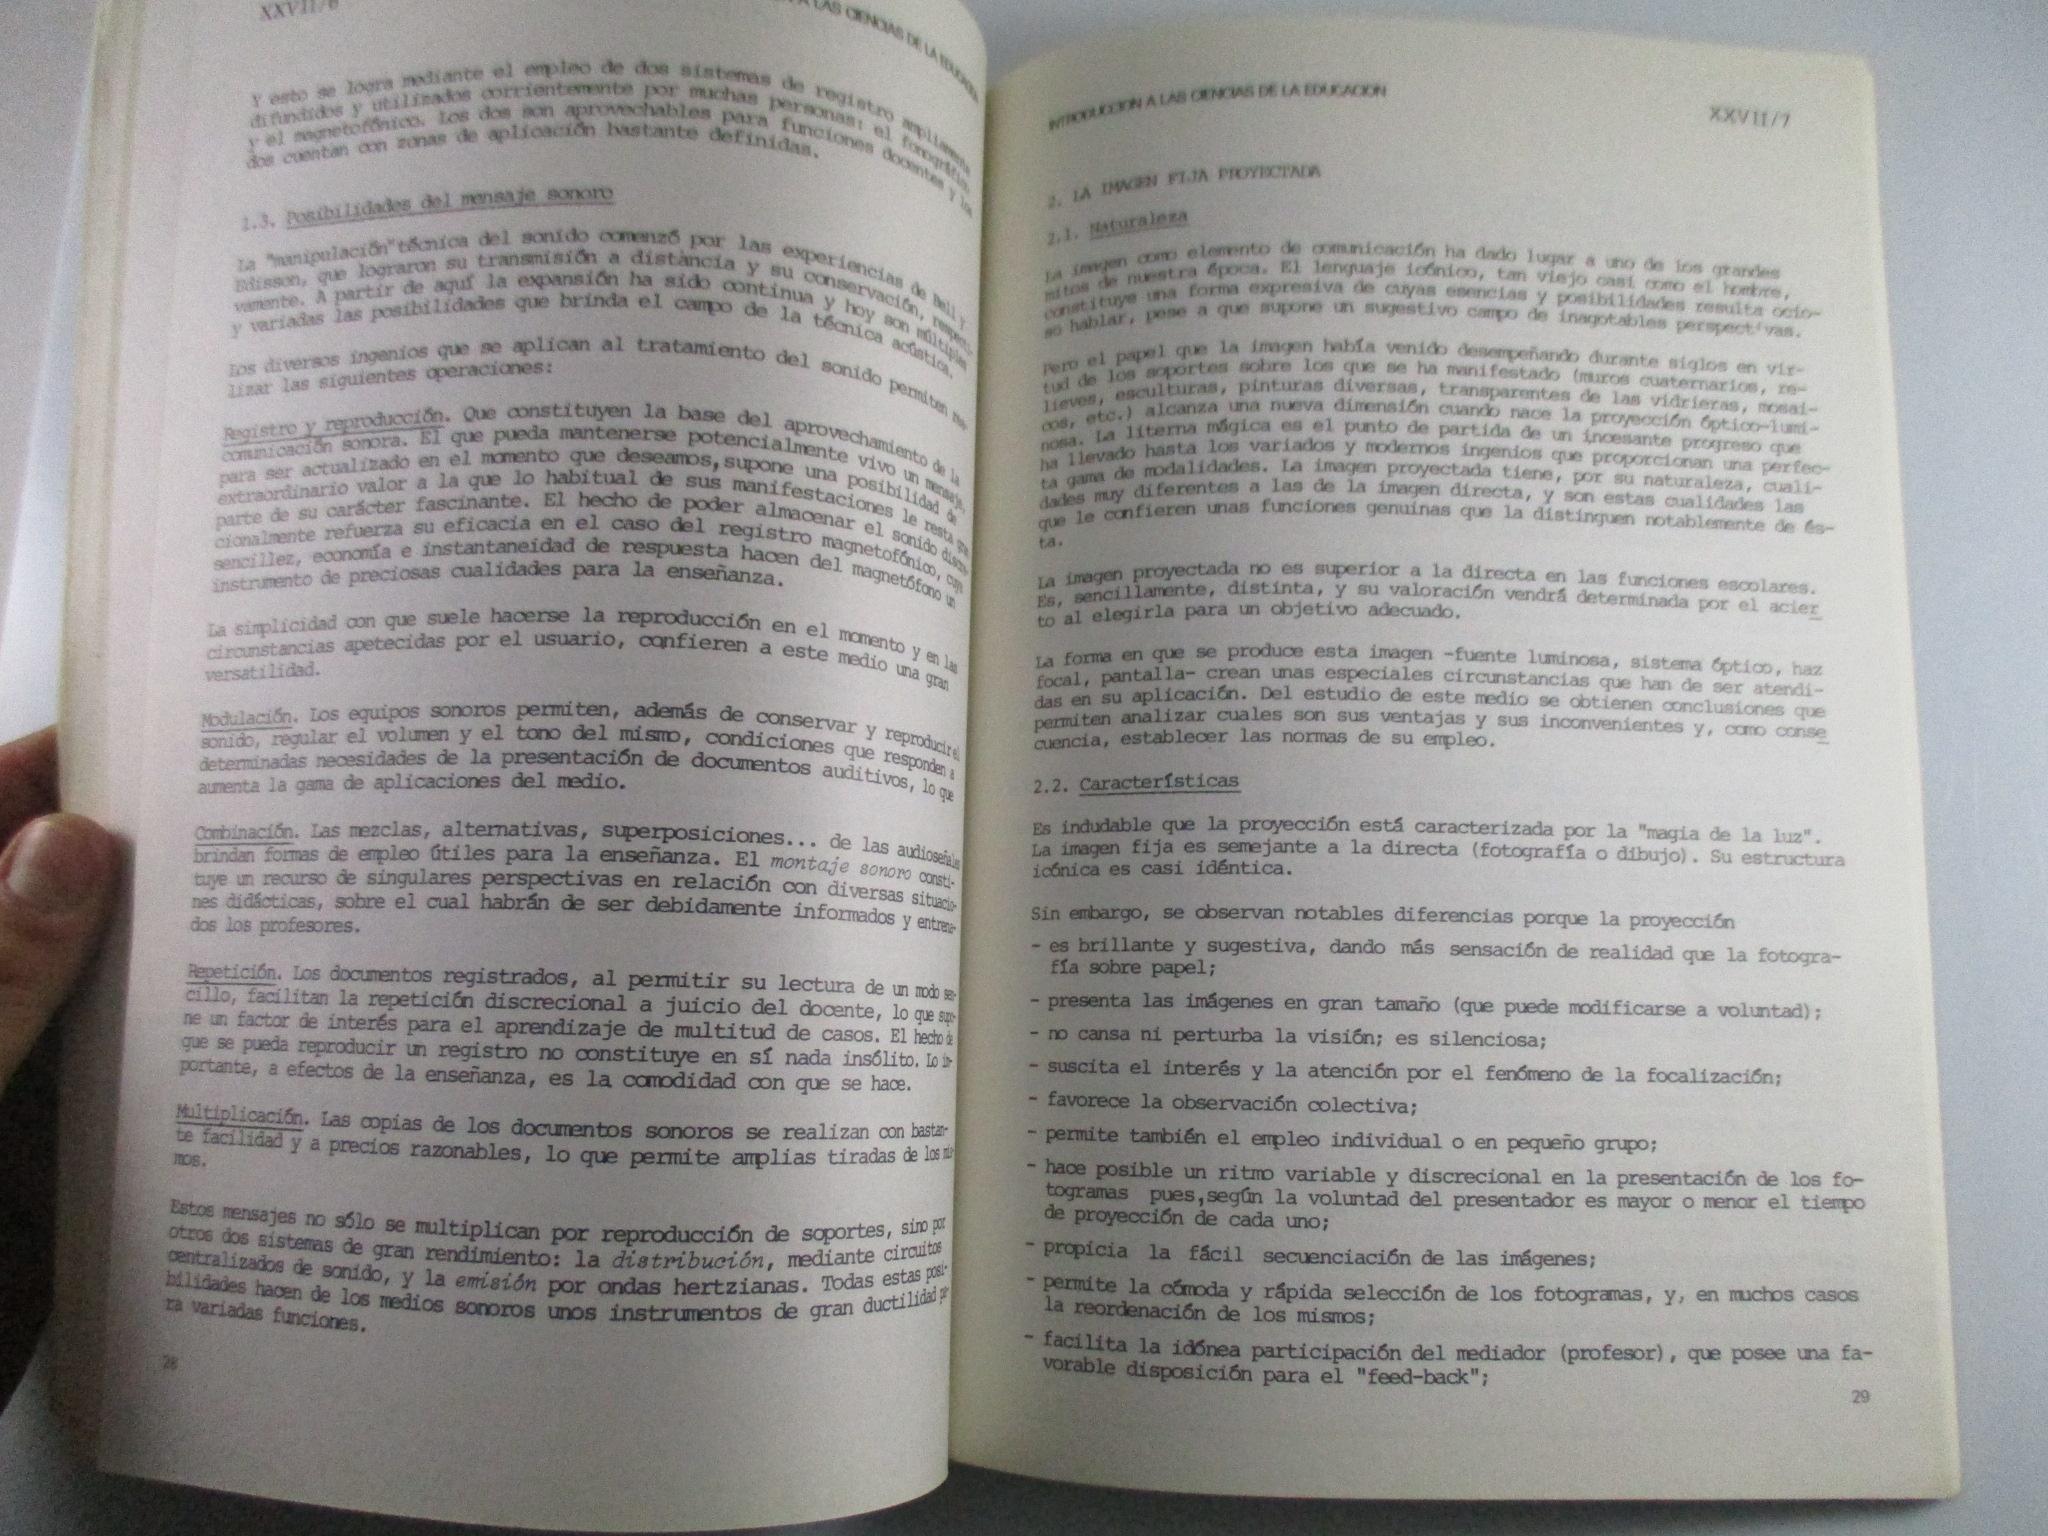 XXVII/6
A LAS CIENCIAS DE LA EDUCACION
Y esto se logra mediante el empleo de dos sistemas de registro ampliamente
difundidos y utilizados corrientemente por muchas personas: el fonográfico
y el magnetofónico. Los dos son aprovechables para funciones docentes y los
dos cuentan con zonas de aplicación bastante definidas.
1.3. Posibilidades del mensaje sonoro
La "manipulación"técnica del sonido comenzó por las experiencias de Bell y
Edisson, que lograron su transmisión a distancia y su conservación, respecti-
vamente. A partir de aquí la expansión ha sido continua y hoy son múltiples
y variadas las posibilidades que brinda el campo de la técnica acústica.
Los diversos ingenios que se aplican al tratamiento del sonido permiten rea-
lizar las siguientes operaciones:
Registro y reproducción. Que constituyen la base del aprovechamiento de la
comunicación sonora. El que pueda mantenerse potencialmente vivo un mensaje,
para ser actualizado en el momento que deseamos, supone una posibilidad de
extraordinario valor a la que lo habitual de sus manifestaciones le resta gran
parte de su carácter fascinante. El hecho de poder almacenar el sonido discre-
cionalmente refuerza su eficacia en el caso del registro magnetofónico, cuya
sencillez, economía e instantaneidad de respuesta hacen del magnetófono un
instrumento de preciosas cualidades para la enseñanza.
La simplicidad con que suele hacerse la reproducción en el momento y en las
circunstancias apetecidas por el usuario, confieren a este medio una gran
versatilidad.
Modulación. Los equipos sonoros permiten, además de conservar y reproducir el
sonido, regular el volumen y el tono del mismo, condiciones que responden a
determinadas necesidades de la presentación de documentos auditivos, lo que
aumenta la gama de aplicaciones del medio.
Combinación. Las mezclas, alternativas, superposiciones... de las audioseñales
brindan formas de empleo útiles para la enseñanza. El montaje sonoro consti-
tuye un recurso de singulares perspectivas en relación con diversas situacio-
nes didácticas, sobre el cual habrán de ser debidamente informados y entrena-
dos los profesores.
Repetición. Los documentos registrados, al permitir su lectura de un modo sen-
cillo, facilitan la repetición discrecional a juicio del docente, lo que supo-
ne un factor de interés para el aprendizaje de multitud de casos. El hecho de
que se pueda reproducir un registro no constituye en sí nada insólito. Lo im-
portante, a efectos de la enseñanza, es la comodidad con que se hace.
Multiplicación. Las copias de los documentos sonoros se realizan con bastan-
te facilidad y a precios razonables, lo que permite amplias tiradas de los mis
mos.
Estos mensajes no sólo se multiplican por reproducción de soportes, sino por
otros dos sistemas de gran rendimiento: la distribución, mediante circuitos
centralizados de sonido, y la emisión por ondas hertzianas. Todas estas posi-
bilidades hacen de los medios sonoros unos instrumentos de gran ductilidad pa-
ra variadas funciones.
28
INTRODUCCION A LAS CIENCIAS DE LA EDUCACION
XXVII/7
2. LA IMAGEN FIJA PROYECTADA
2.1. Naturaleza
La imagen como elemento de comunicación ha dado lugar a uno de los grandes
mitos de nuestra época. El lenguaje icónico, tan viejo casi como el hombre,
constituye una forma expresiva de cuyas esencias y posibilidades resulta ocio-
so hablar, pese a que supone un sugestivo campo de inagotables perspectivas.
Pero el papel que la imagen había venido desempeñando durante siglos en vir-
tud de los soportes sobre los que se ha manifestado (muros cuaternarios, re-
lieves, esculturas, pinturas diversas, transparentes de las vidrieras, mosai-
cos, etc.) alcanza una nueva dimensión cuando nace la proyección óptico-lumi-
nosa. La literna mágica es el punto de partida de un incesante progreso que
ha llevado hasta los variados y modernos ingenios que proporcionan una perfec-
ta gama de modalidades. La imagen proyectada tiene, por su naturaleza, cuali-
dades muy diferentes a las de la imagen directa, y son estas cualidades las
que le confieren unas funciones genuinas que la distinguen notablemente de és-
ta.
La imagen proyectada no es superior a la directa en las funciones escolares.
Es, sencillamente, distinta, y su valoración vendrá determinada por el acier
to al elegirla para un objetivo adecuado.
La forma en que se produce esta imagen -fuente luminosa, sistema óptico, haz
focal, pantalla- crean unas especiales circunstancias que han de ser atendi-
das en su aplicación. Del estudio de este medio se obtienen conclusiones que
permiten analizar cuales son sus ventajas y sus inconvenientes y, como conse
cuencia, establecer las normas de su empleo.
2.2. Características
Es indudable que la proyección está caracterizada por la "magia de la luz".
La imagen fija es semejante a la directa (fotografía o dibujo). Su estructura
icónica es casi idéntica.
Sin embargo, se observan notables diferencias porque la proyección
- es brillante y sugestiva, dando más sensación de realidad que la fotogra-
fía sobre papel;
- presenta las imágenes en gran tamaño (que puede modificarse a voluntad);
- no cansa ni perturba la visión; es silenciosa;
- suscita el interés y la atención por el fenómeno de la focalización;
- favorece la observación colectiva;
- permite también el empleo individual o en pequeño grupo;
- hace posible un ritmo variable y discrecional en la presentación de los fo-
togramas pues,según la voluntad del presentador es mayor o menor el tiempo
de proyección de cada uno;
- propicia la fácil secuenciación de las imágenes;
- permite la cómoda y rápida selección de los fotogramas, y, en muchos casos
la reordenación de los mismos;
- facilita la idónea participación del mediador (profesor), que posee una fa-
vorable disposición para el "feed-back";
29